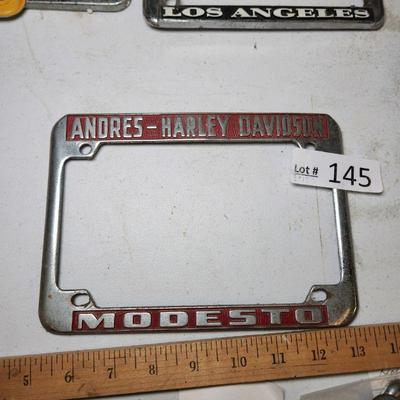 LOS ANGELES
ANDRES-HARLEY DAVIDSON
Lot # 145
MODESTO
5 6 7 8 9 10 11 12 13